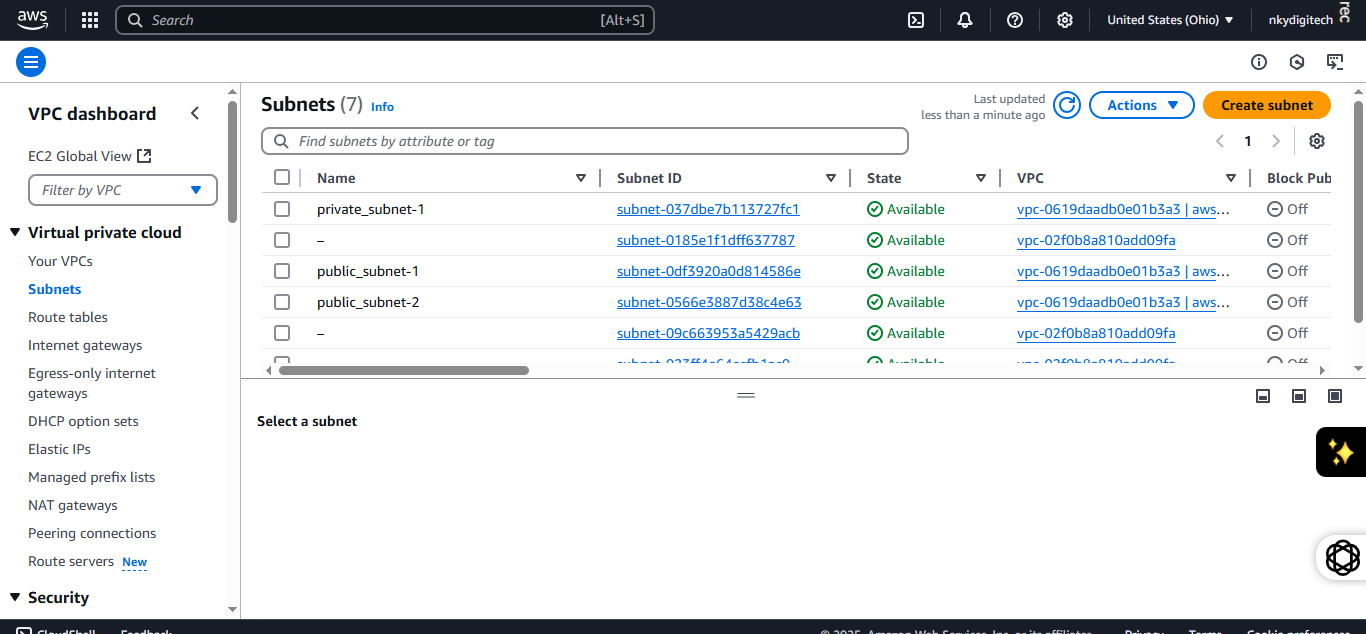 aws
Search [Alt+S]
United States (Ohio)
nkydigitech
rec
VPC dashboard
EC2 Global View
Filter by VPC
Virtual private cloud
Your VPCs
Subnets
Route tables
Internet gateways
Egress-only internet
gateways
DHCP option sets
Elastic IPs
Managed prefix lists
NAT gateways
Peering connections
Route servers New
Security
Subnets (7) Info
Last updated
less than a minute ago
Actions
Create subnet
Find subnets by attribute or tag
1
Name Subnet ID State VPC Block Pub
private_subnet-1 subnet-037dbe7b113727fc1 Available vpc-0619daadb0e01b3a3 | aws... Off
– subnet-0185e1f1dff637787 Available vpc-02f0b8a810add09fa Off
public_subnet-1 subnet-0df3920a0d814586e Available vpc-0619daadb0e01b3a3 | aws... Off
public_subnet-2 subnet-0566e3887d38c4e63 Available vpc-0619daadb0e01b3a3 | aws... Off
– subnet-09c663953a5429acb Available vpc-02f0b8a810add09fa Off
Available vpc-02f0b8a810add09fa Off
Select a subnet
CloudShell Feedback © 2025, Amazon Web Services, Inc. or its affiliates. Privacy Terms Cookie preferences